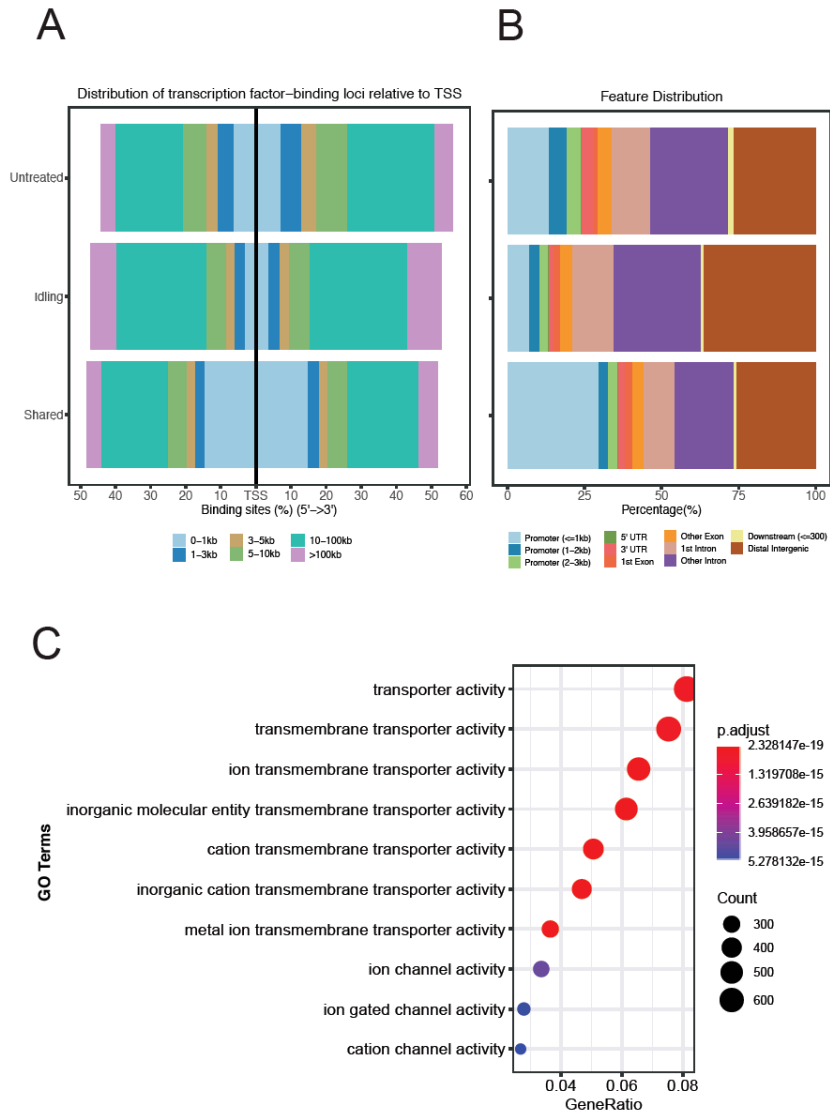 A
B
Distribution of transcription factor−binding loci relative to TSS
Untreated
Idling
Shared
50 40 30 20 10 TSS 10 20 30 40 50 60
Binding sites (%) (5'−>3')
0−1kb
1−3kb
3−5kb
5−10kb
10−100kb
>100kb
Feature Distribution
0 25 50 75 100
Percentage(%)
Promoter (<=1kb)
Promoter (1−2kb)
Promoter (2−3kb)
5' UTR
3' UTR
1st Exon
Other Exon
1st Intron
Other Intron
Downstream (<=300)
Distal Intergenic
C
GO Terms
transporter activity
transmembrane transporter activity
ion transmembrane transporter activity
inorganic molecular entity transmembrane transporter activity
cation transmembrane transporter activity
inorganic cation transmembrane transporter activity
metal ion transmembrane transporter activity
ion channel activity
ion gated channel activity
cation channel activity
0.04 0.06 0.08
GeneRatio
p.adjust
2.328147e-19
1.319708e-15
2.639182e-15
3.958657e-15
5.278132e-15
Count
300
400
500
600